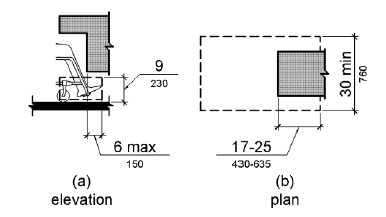 9
230
6 max
150
(a)
elevation
30 min
760
17-25
430-635
(b)
plan